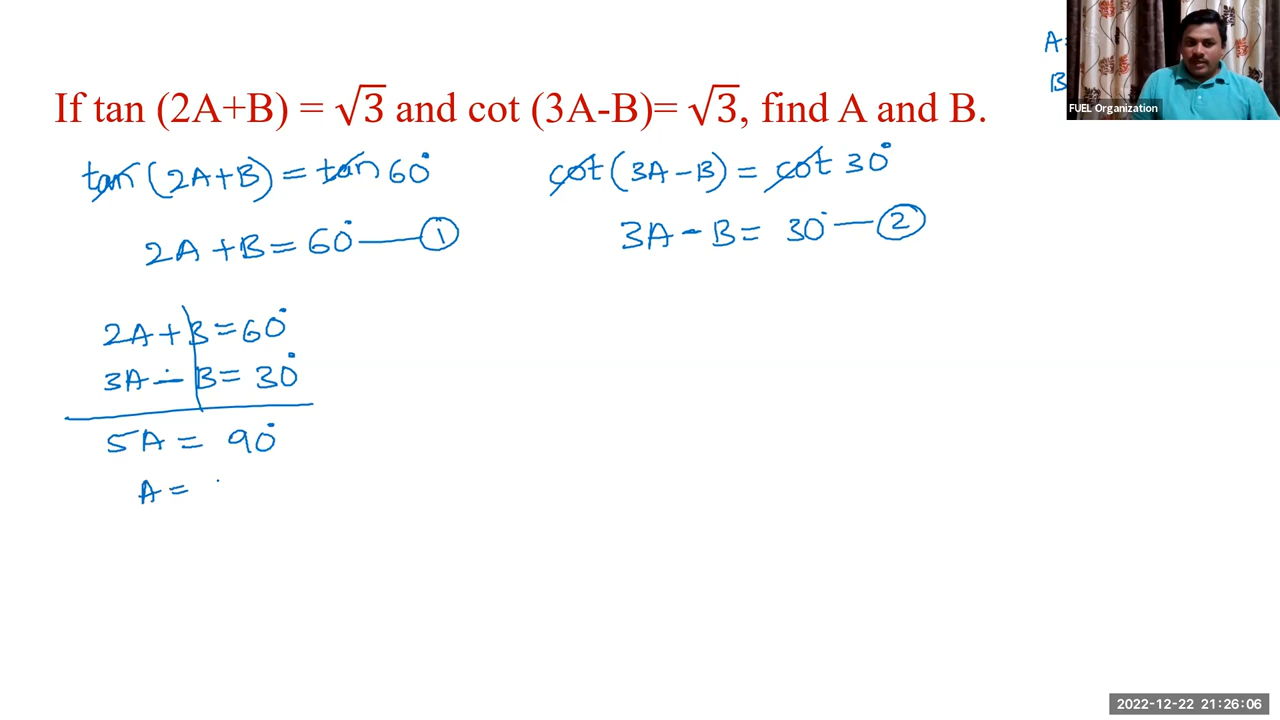 A=
B
FUEL Organization
If tan (2A+B) = √3 and cot (3A-B)= √3, find A and B.
tan (2A+B) = tan 60°
cot (3A-B) = cot 30°
2A+B = 60° — ①
3A-B = 30° — ②
2A+B = 60°
3A-B = 30°
5A = 90°
A =
2022-12-22 21:26:06